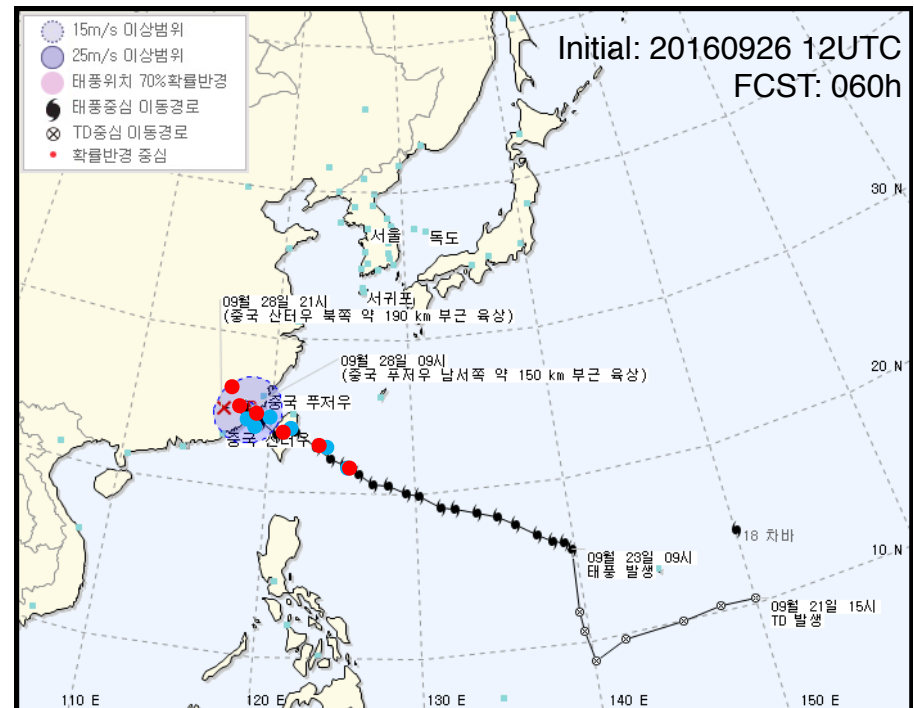 15m/s 이상범위
25m/s 이상범위
태풍위치 70%확률반경
태풍중심 이동경로
TD중심 이동경로
확률반경 중심
Initial: 20160926 12UTC
FCST: 060h
30 N
서울
독도
서귀포
09월 28일 21시
(중국 산터우 북쪽 약 190 km 부근 육상)
09월 28일 09시
(중국 푸저우 남서쪽 약 150 km 부근 육상)
20 N
중국 푸저우
중국 산터우
18 차바
10 N
09월 23일 09시
태풍 발생
09월 21일 15시
TD 발생
110 E
120 E
130 E
140 E
150 E